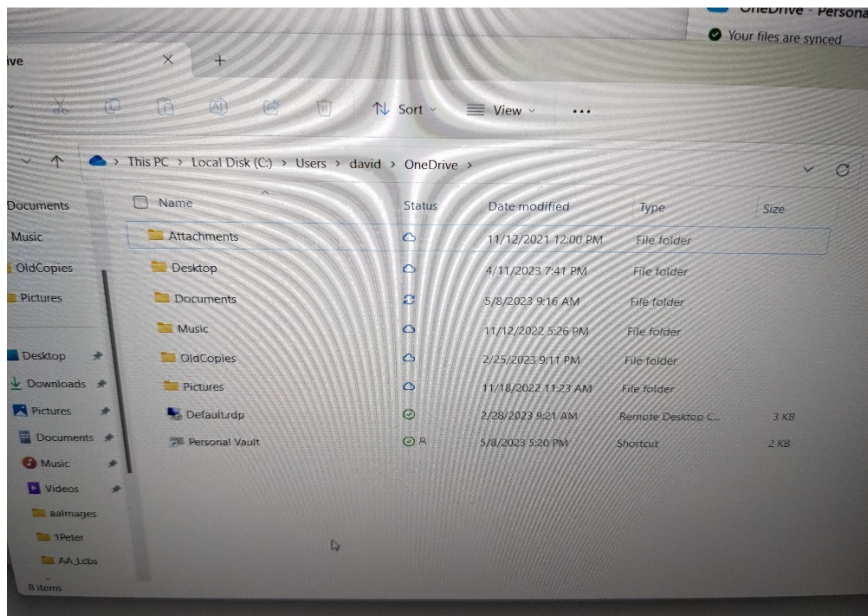 OneDrive - Persona
Your files are synced
ive
Sort
View
This PC > Local Disk (C:) > Users > david > OneDrive >
Name Status Date modified Type Size
Documents
Music
OldCopies
Pictures
Desktop
Downloads
Pictures
Documents
Music
Videos
aaImages
1Peter
AA_Lcbs
Attachments 11/12/2021 12:00 PM File folder
Desktop 4/11/2023 7:41 PM File folder
Documents 5/8/2023 9:16 AM File folder
Music 11/12/2022 5:26 PM File folder
OldCopies 2/25/2023 9:11 PM File folder
Pictures 11/18/2022 11:23 AM File folder
Default.rdp 2/28/2023 9:21 AM Remote Desktop C... 3 KB
Personal Vault 5/8/2023 5:20 PM Shortcut 2 KB
8 items